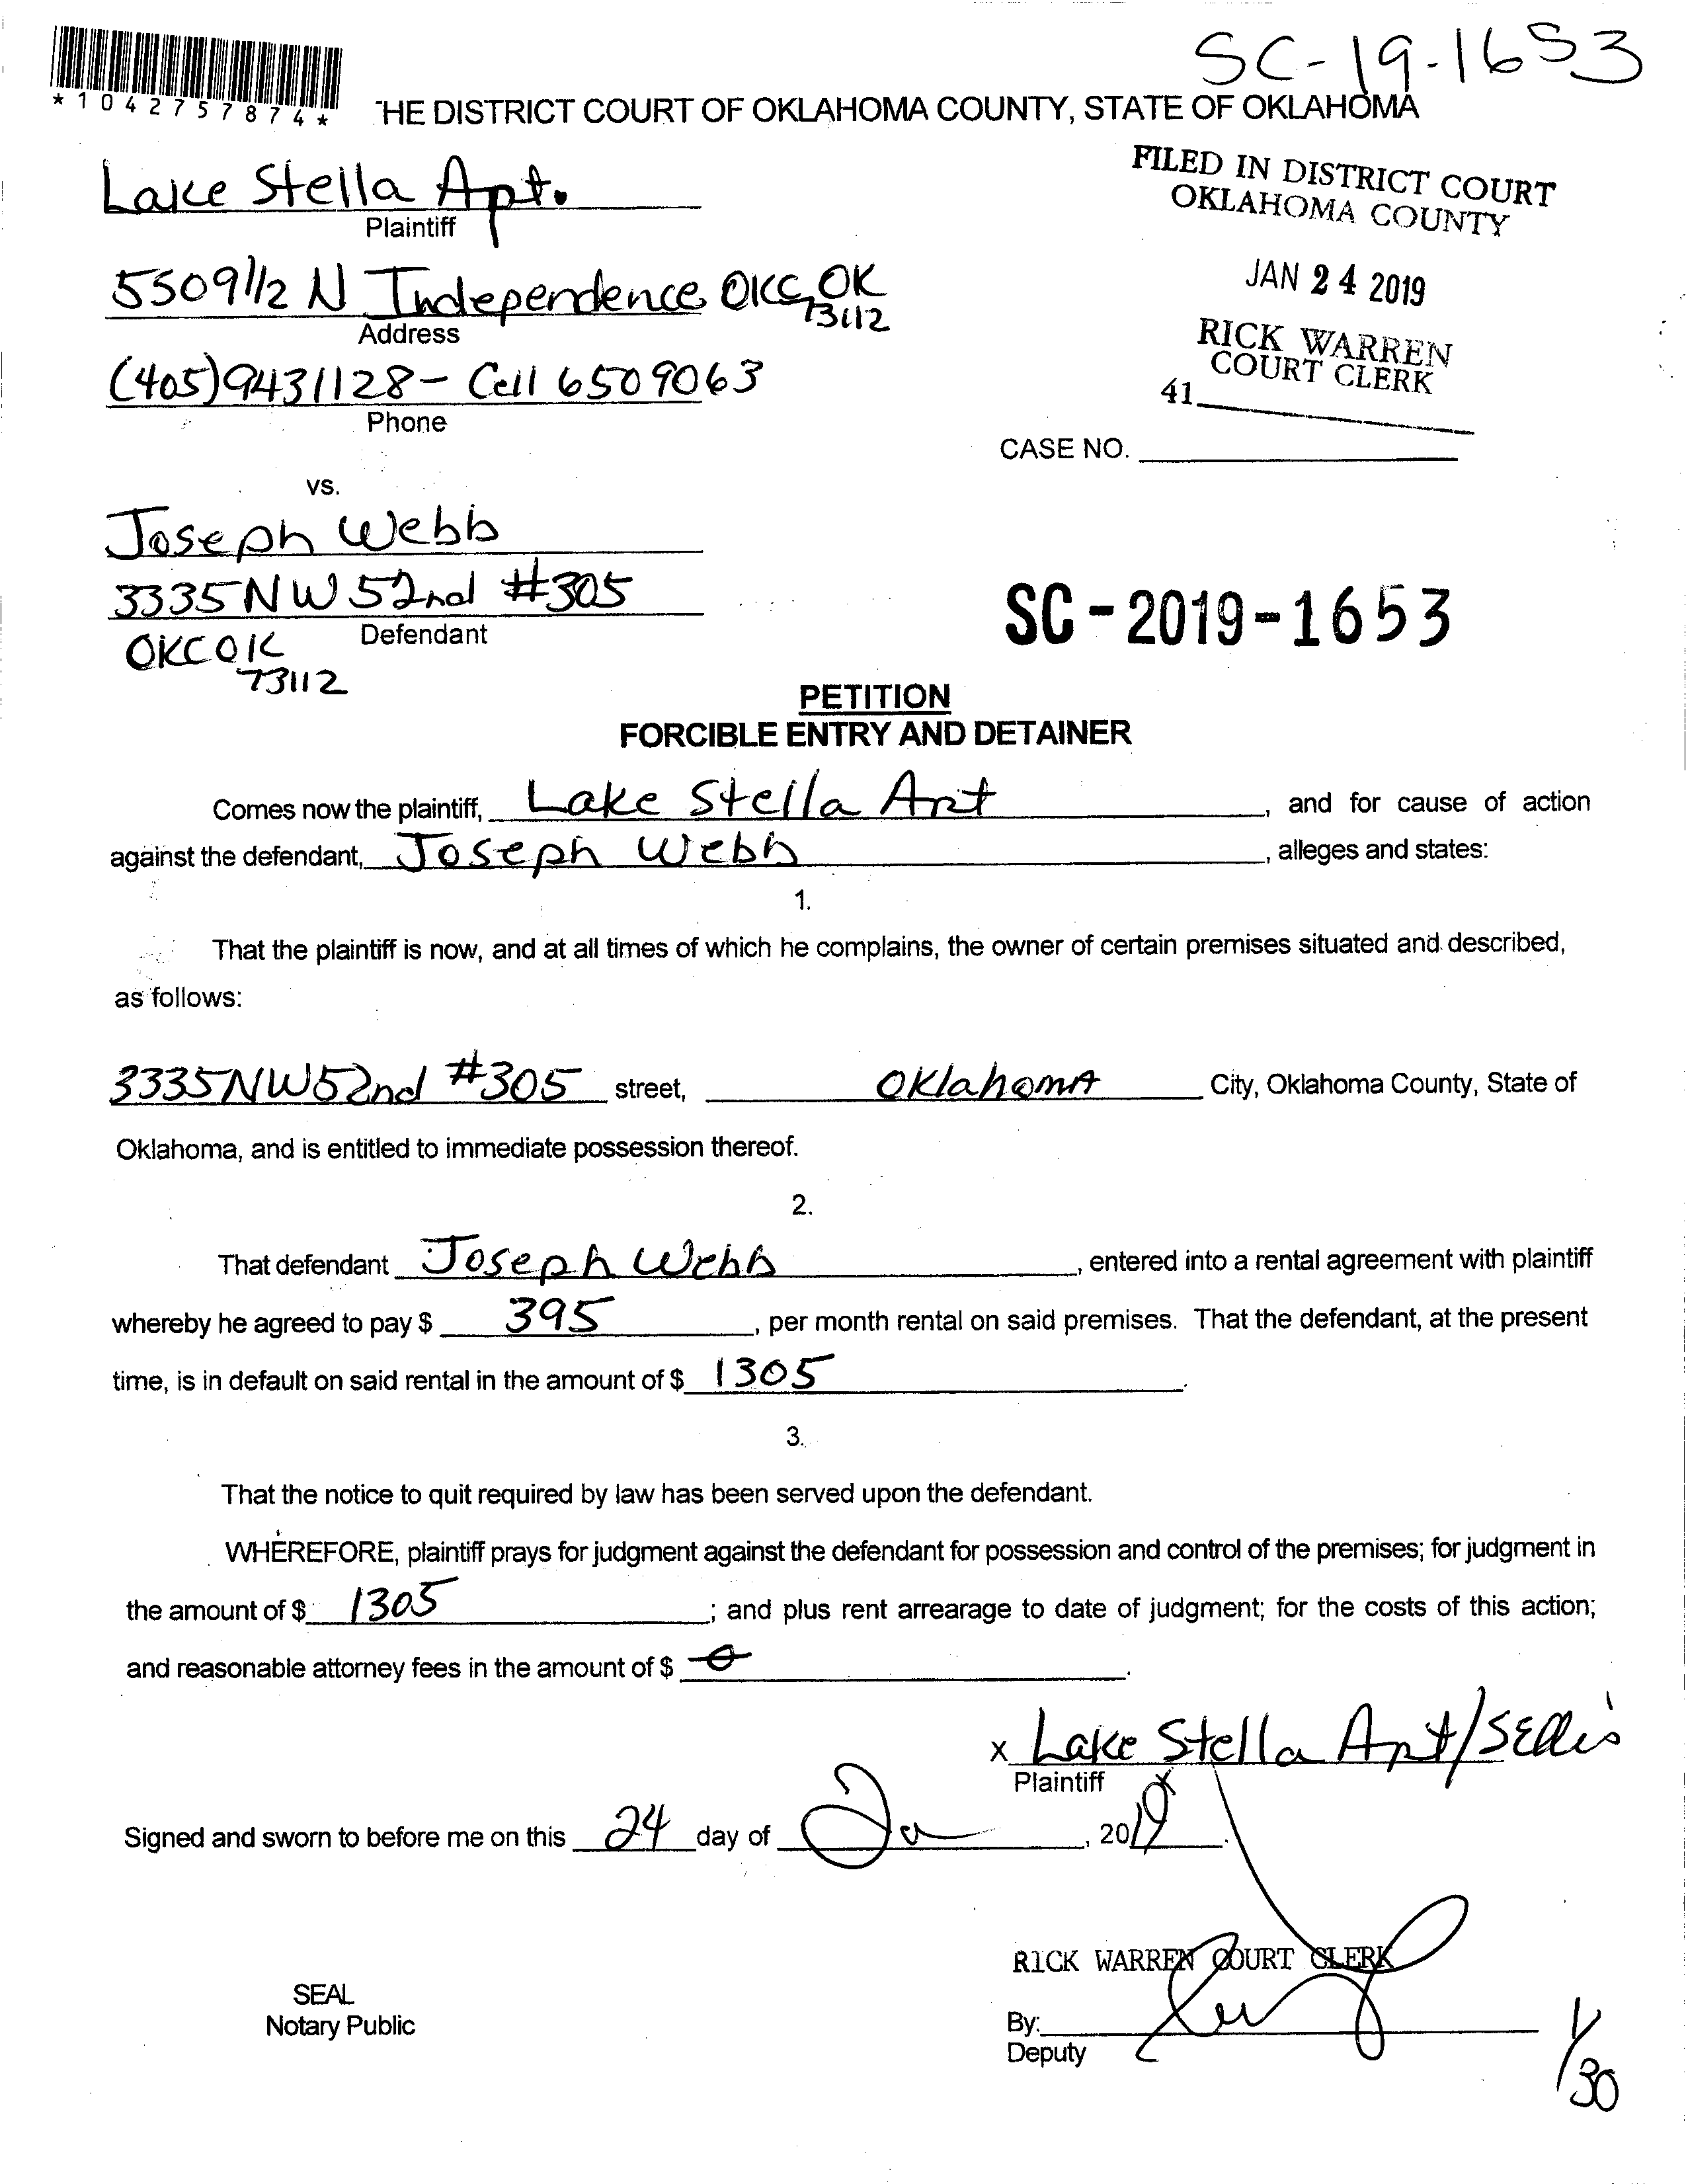 SC-19-1653
*1042757874*
THE DISTRICT COURT OF OKLAHOMA COUNTY, STATE OF OKLAHOMA
FILED IN DISTRICT COURT
OKLAHOMA COUNTY
JAN 24 2019
RICK WARREN
COURT CLERK
41
Lake Stella Apt.
Plaintiff
5509 1/2 N Independence OKC, OK
73112
Address
(405)9431128- Cell 6509063
Phone
CASE NO.
vs.
Joseph Webb
3335 NW 52nd #305
Defendant
OKC OK
73112
SC-2019-1653
PETITION
FORCIBLE ENTRY AND DETAINER
Comes now the plaintiff, Lake Stella Apt, and for cause of action
against the defendant, Joseph Webb, alleges and states:
1.
That the plaintiff is now, and at all times of which he complains, the owner of certain premises situated and described,
as follows:
3335 NW 52nd #305 street, Oklahoma City, Oklahoma County, State of
Oklahoma, and is entitled to immediate possession thereof.
2.
That defendant Joseph Webb, entered into a rental agreement with plaintiff
whereby he agreed to pay $ 395, per month rental on said premises. That the defendant, at the present
time, is in default on said rental in the amount of $ 1305.
3.
That the notice to quit required by law has been served upon the defendant.
WHEREFORE, plaintiff prays for judgment against the defendant for possession and control of the premises; for judgment in
the amount of $ 1305; and plus rent arrearage to date of judgment; for the costs of this action;
and reasonable attorney fees in the amount of $ 0.
x Lake Stella Apt/SEllis
Plaintiff
Signed and sworn to before me on this 24 day of Ja, 2019.
RICK WARREN COURT CLERK
SEAL
Notary Public
By:
Deputy
1/30